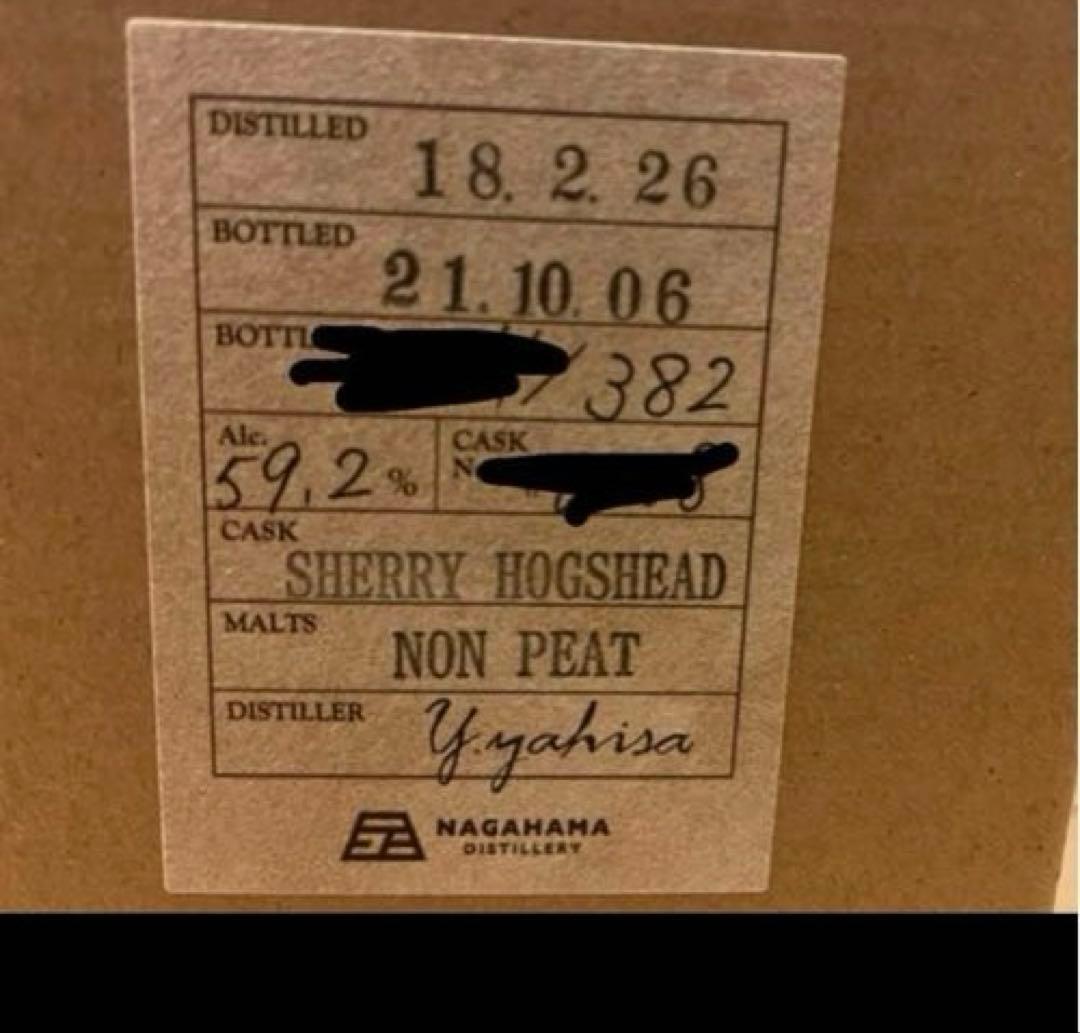 DISTILLED
18. 2. 26
BOTTLED
21. 10. 06
/ 382
Alc.
59.2 %
CASK
CASK
SHERRY HOGSHEAD
MALTS
NON PEAT
DISTILLER
Y.yahisa
NAGAHAMA
DISTILLERY